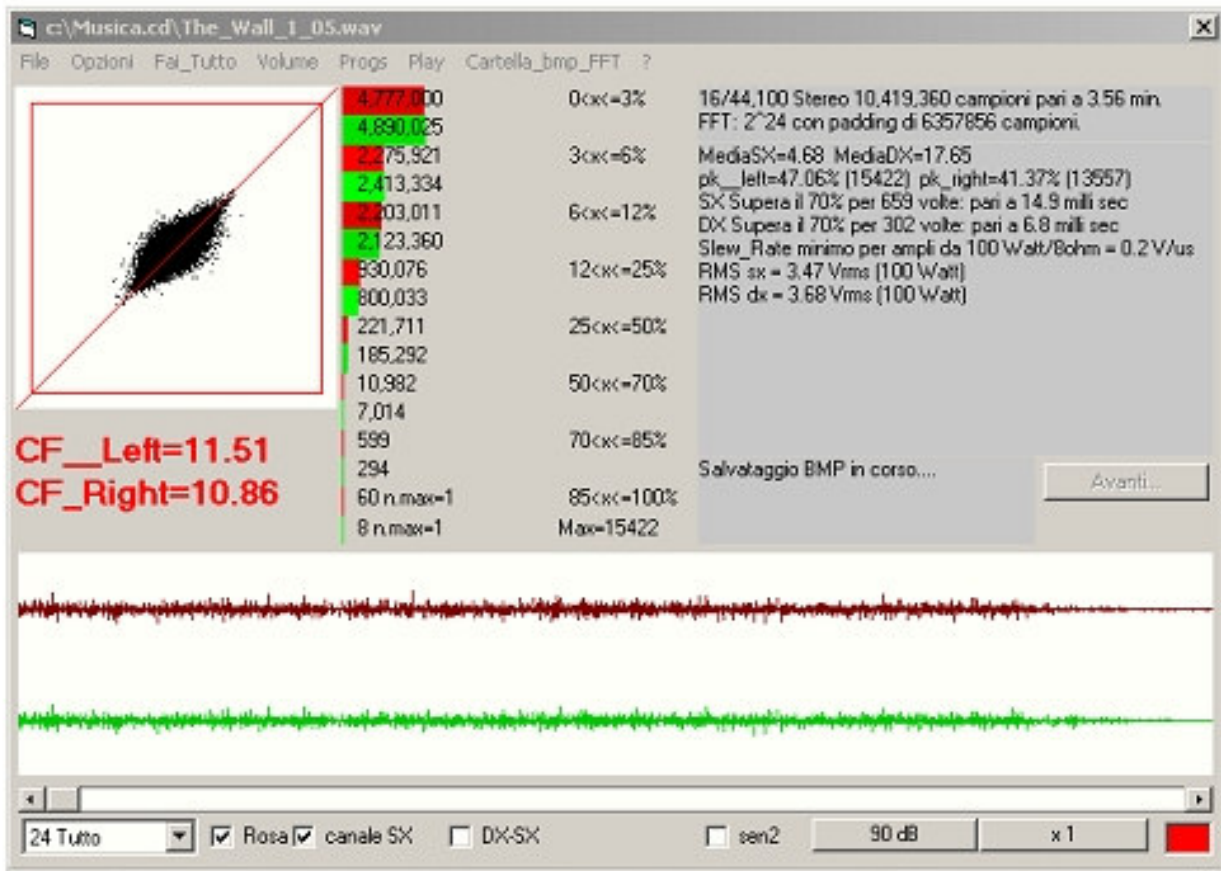 c:\Musica.cd\The_Wall_1_05.wav
File Opzioni Fai_Tutto Volume Progs Play Cartella_bmp_FFT ?
4,777,000 0<x<=3%
4,890,025
2,275,921 3<x<=6%
2,413,334
2,203,011 6<x<=12%
2,123,360
930,076 12<x<=25%
800,033
221,711 25<x<=50%
185,292
10,982 50<x<=70%
7,014
599 70<x<=85%
294
60 n.max=1 85<x<=100%
8 n.max=1 Max=15422
16/44,100 Stereo 10,419,360 campioni pari a 3.56 min.
FFT: 2^24 con padding di 6357856 campioni.
MediaSX=4.68 MediaDX=17.65
pk__left=47.06% (15422) pk_right=41.37% (13557)
SX Supera il 70% per 659 volte: pari a 14.9 milli sec
DX Supera il 70% per 302 volte: pari a 6.8 milli sec
Slew_Rate minimo per ampli da 100 Watt/8ohm = 0.2 V/us
RMS sx = 3.47 Vrms (100 Watt)
RMS dx = 3.68 Vrms (100 Watt)
CF__Left=11.51
CF_Right=10.86
Salvataggio BMP in corso....
Avanti...
24 Tutto Rosa canale SX DX-SX sen2 90 dB x 1